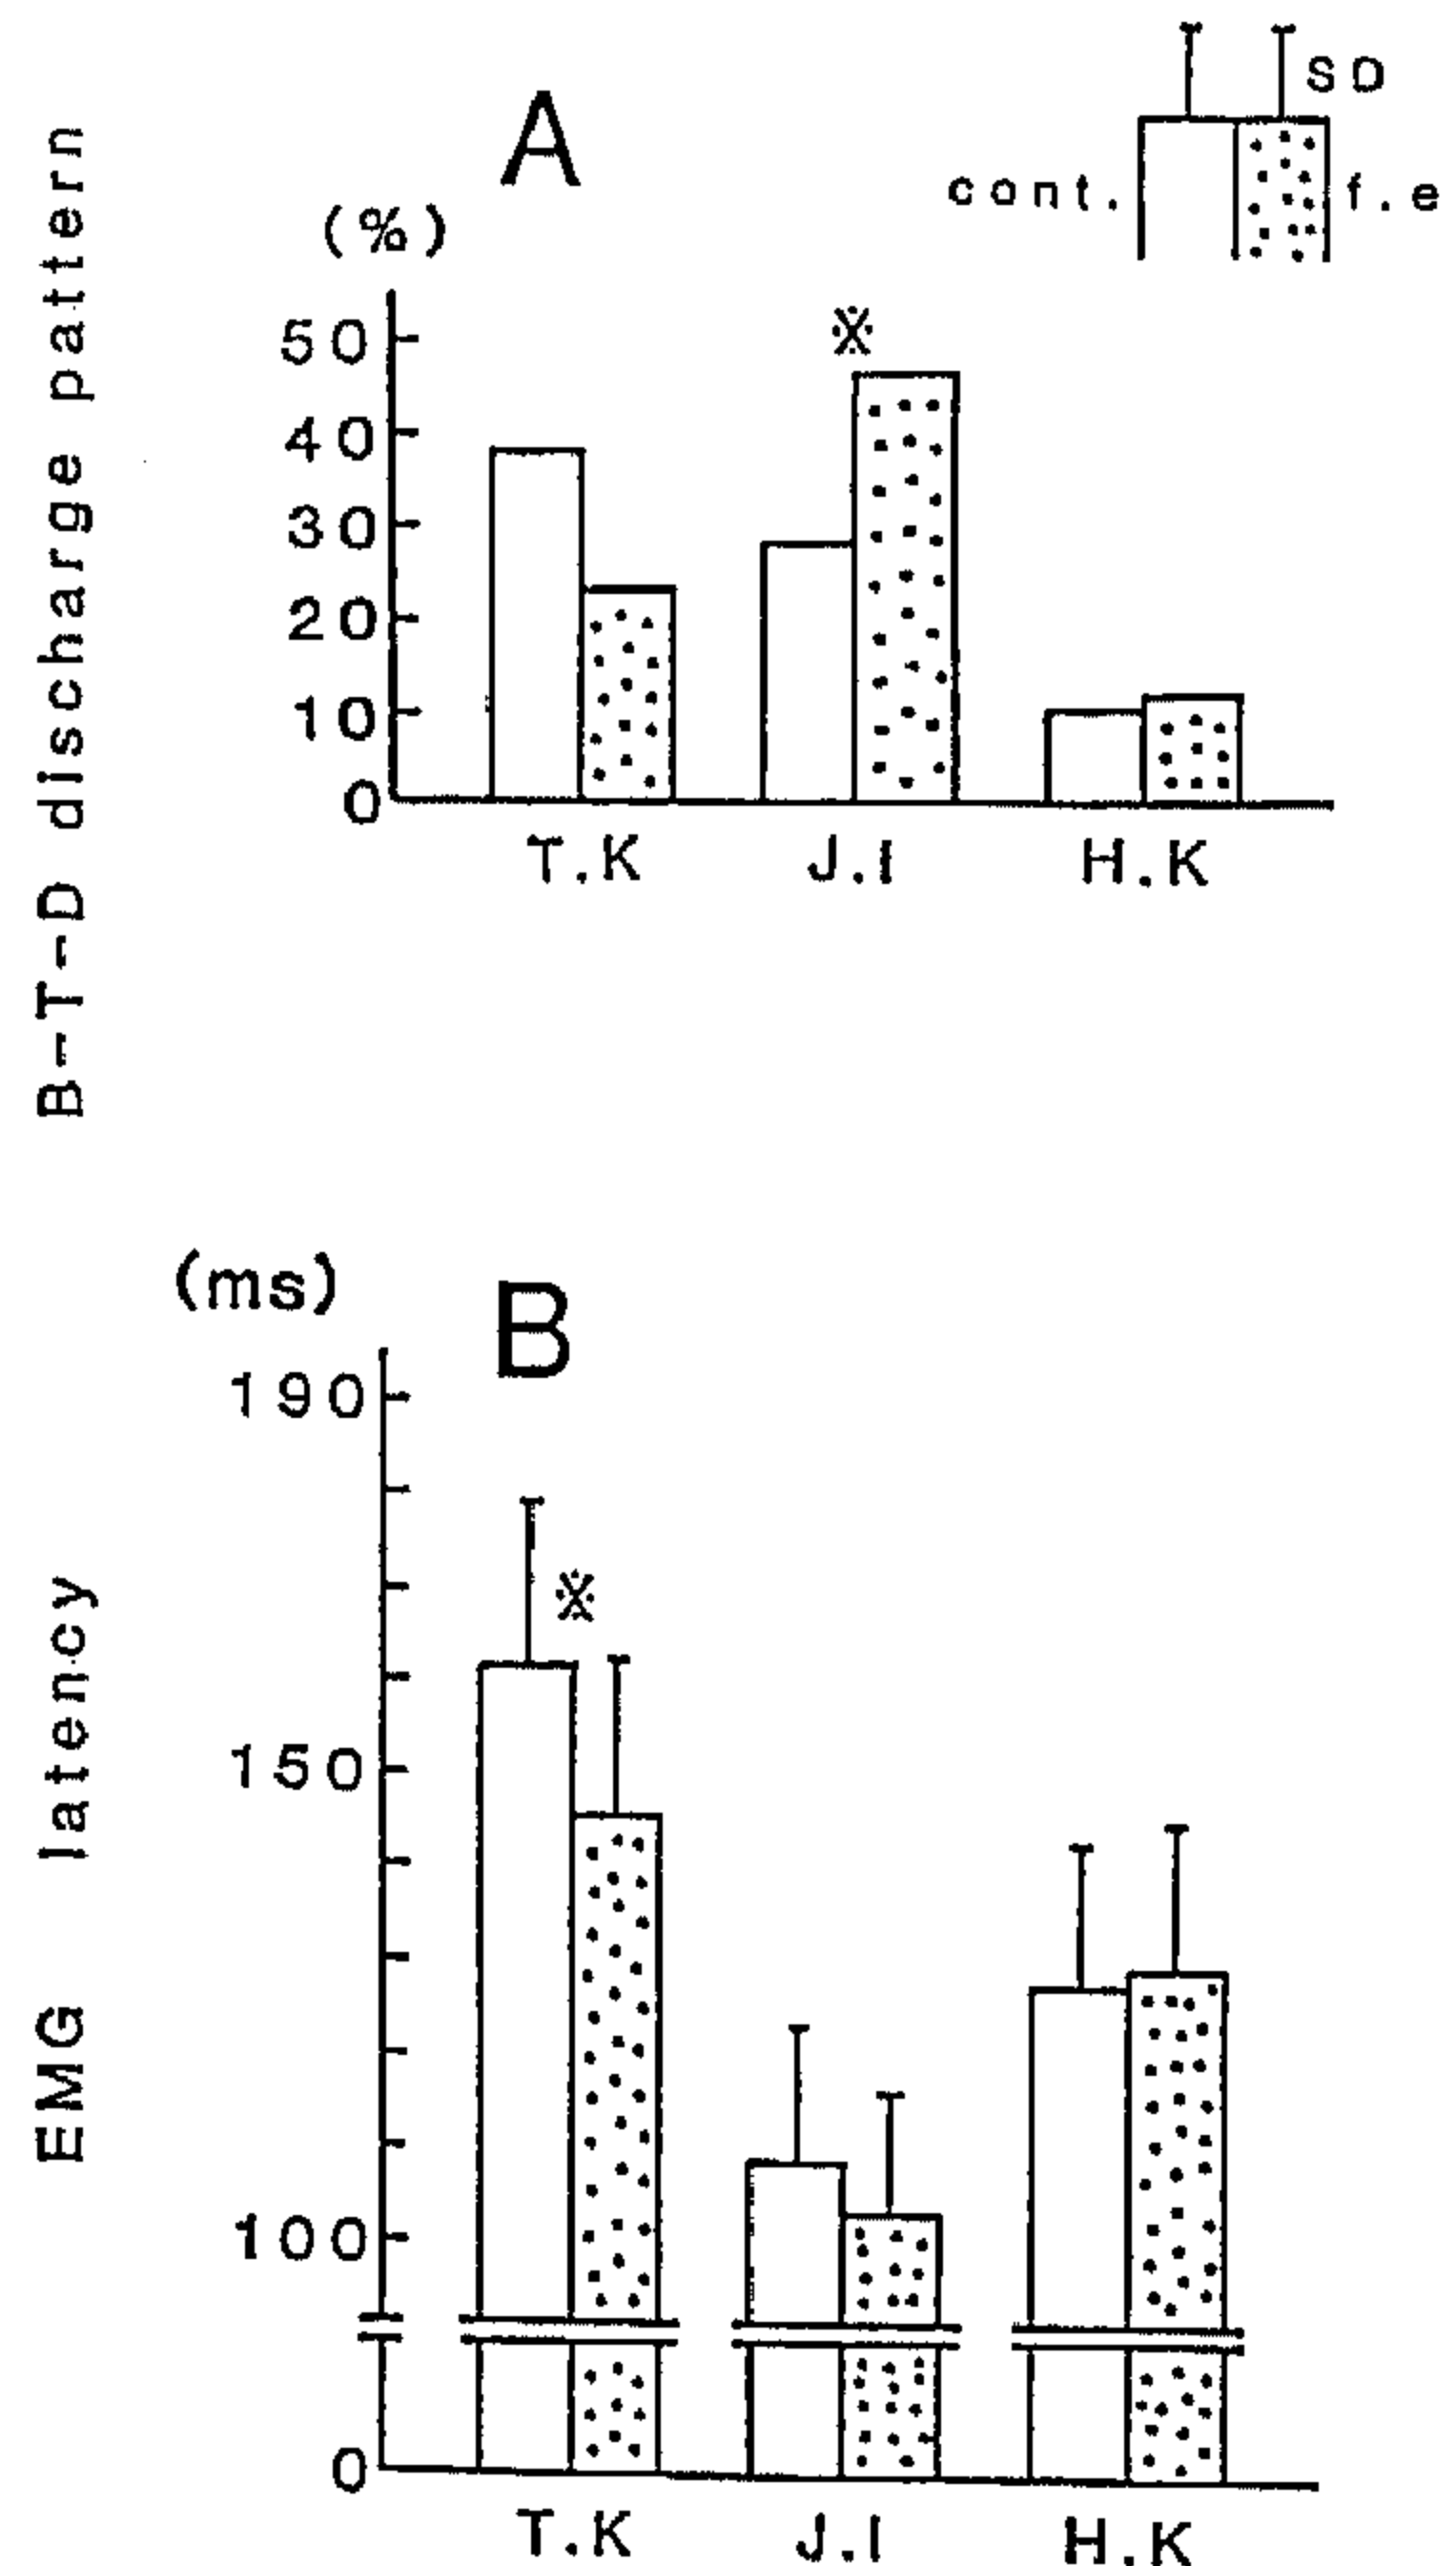 A
SD
cont.
f.e
(%)
B-T-D discharge pattern
50
※
40
30
20
10
0
T.K
J.I
H.K
(ms)
B
EMG latency
190
※
150
100
0
T.K
J.I
H.K